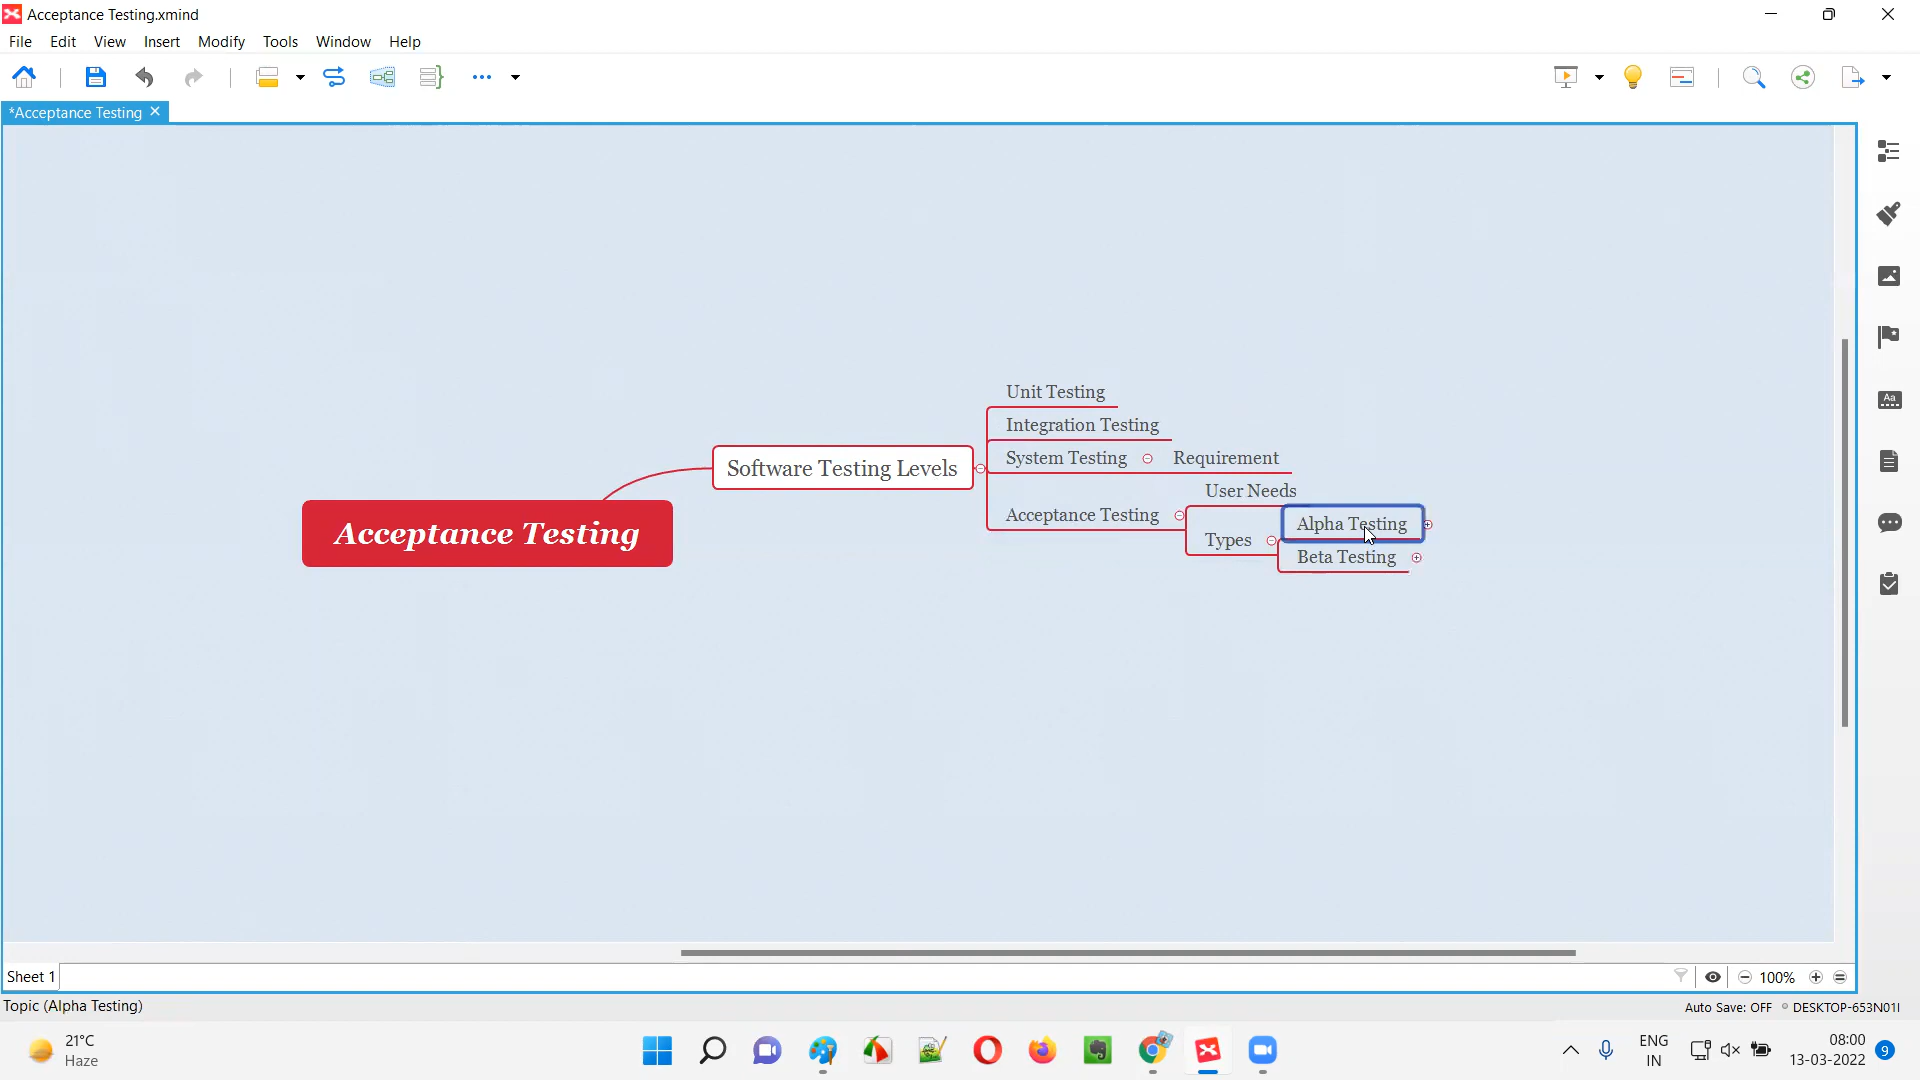 Acceptance Testing.xmind
File Edit View Insert Modify Tools Window Help
*Acceptance Testing
Unit Testing
Integration Testing
System Testing Requirement
Software Testing Levels
User Needs
Acceptance Testing
Alpha Testing
Acceptance Testing
Types
Beta Testing
Aa
Sheet 1
100%
Topic (Alpha Testing)
Auto Save: OFF DESKTOP-653N01I
21°C
Haze
ENG
IN
08:00
13-03-2022
9